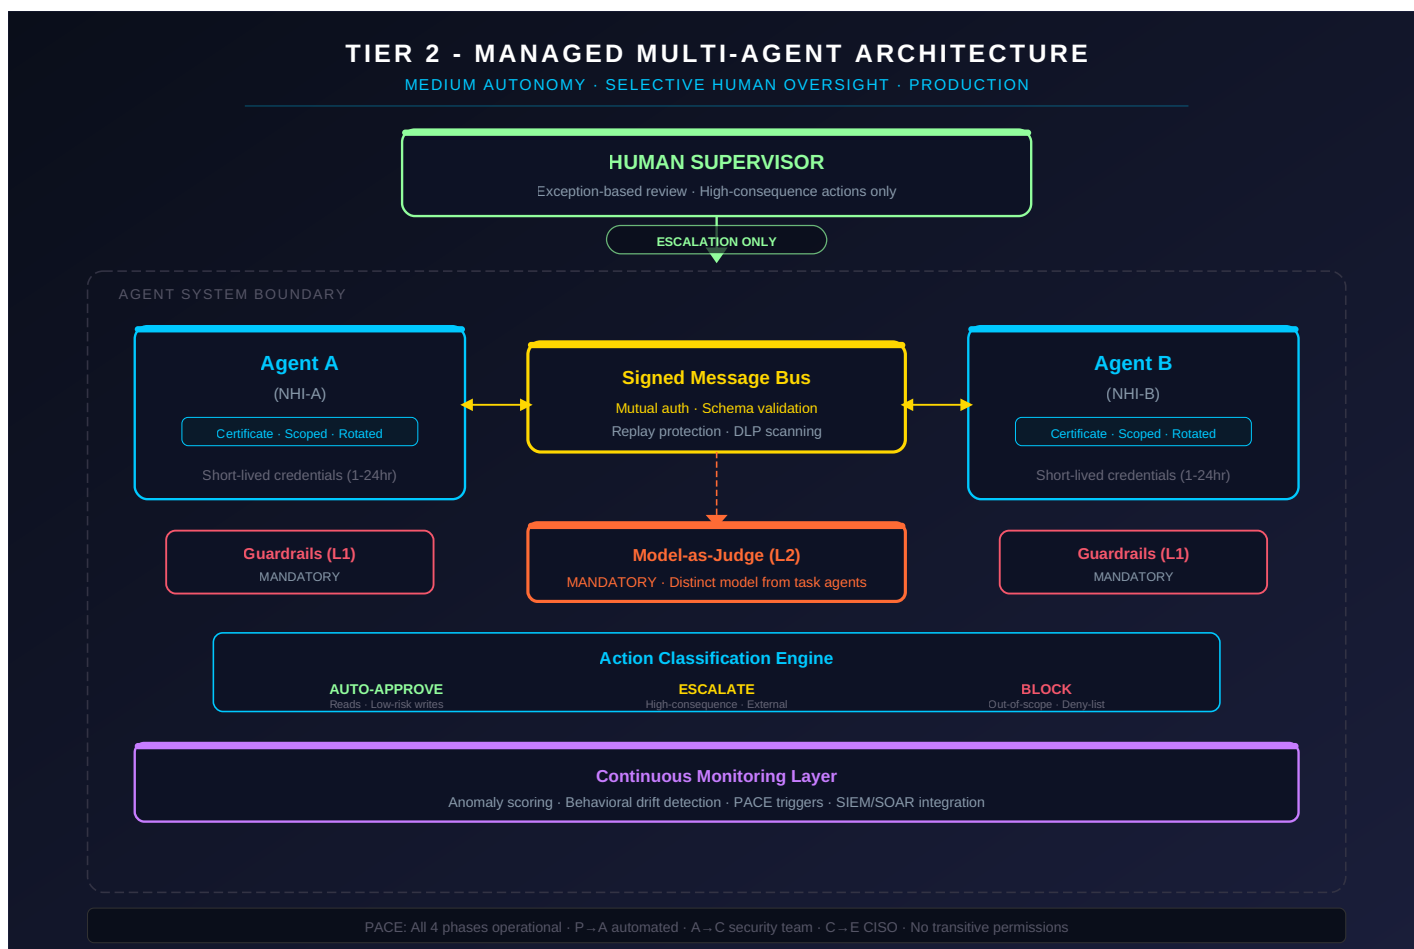 TIER 2 - MANAGED MULTI-AGENT ARCHITECTURE
MEDIUM AUTONOMY · SELECTIVE HUMAN OVERSIGHT · PRODUCTION
HUMAN SUPERVISOR
Exception-based review · High-consequence actions only
ESCALATION ONLY
AGENT SYSTEM BOUNDARY
Agent A
(NHI-A)
Certificate · Scoped · Rotated
Short-lived credentials (1-24hr)
Signed Message Bus
Mutual auth · Schema validation
Replay protection · DLP scanning
Agent B
(NHI-B)
Certificate · Scoped · Rotated
Short-lived credentials (1-24hr)
Guardrails (L1)
MANDATORY
Model-as-Judge (L2)
MANDATORY · Distinct model from task agents
Guardrails (L1)
MANDATORY
Action Classification Engine
AUTO-APPROVE
Reads · Low-risk writes
ESCALATE
High-consequence · External
BLOCK
Out-of-scope · Deny-list
Continuous Monitoring Layer
Anomaly scoring · Behavioral drift detection · PACE triggers · SIEM/SOAR integration
PACE: All 4 phases operational · P→A automated · A→C security team · C→E CISO · No transitive permissions